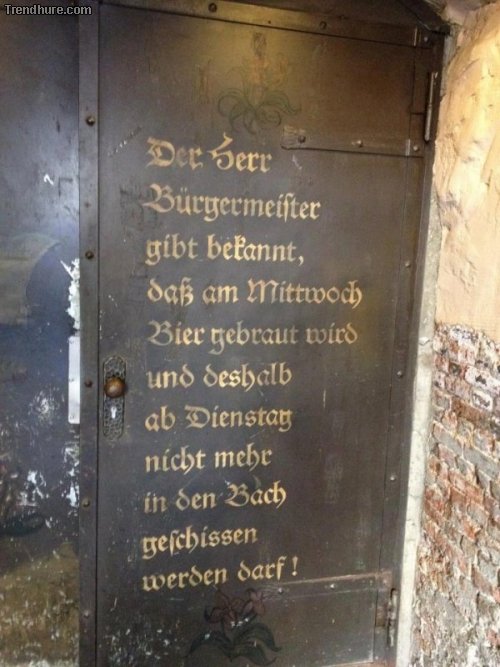 Trendhure.com
Der Herr
Bürgermeiſter
gibt bekannt,
daß am Mittwoch
Bier gebraut wird
und deshalb
ab Dienstag
nicht mehr
in den Bach
geſchissen
werden darf!